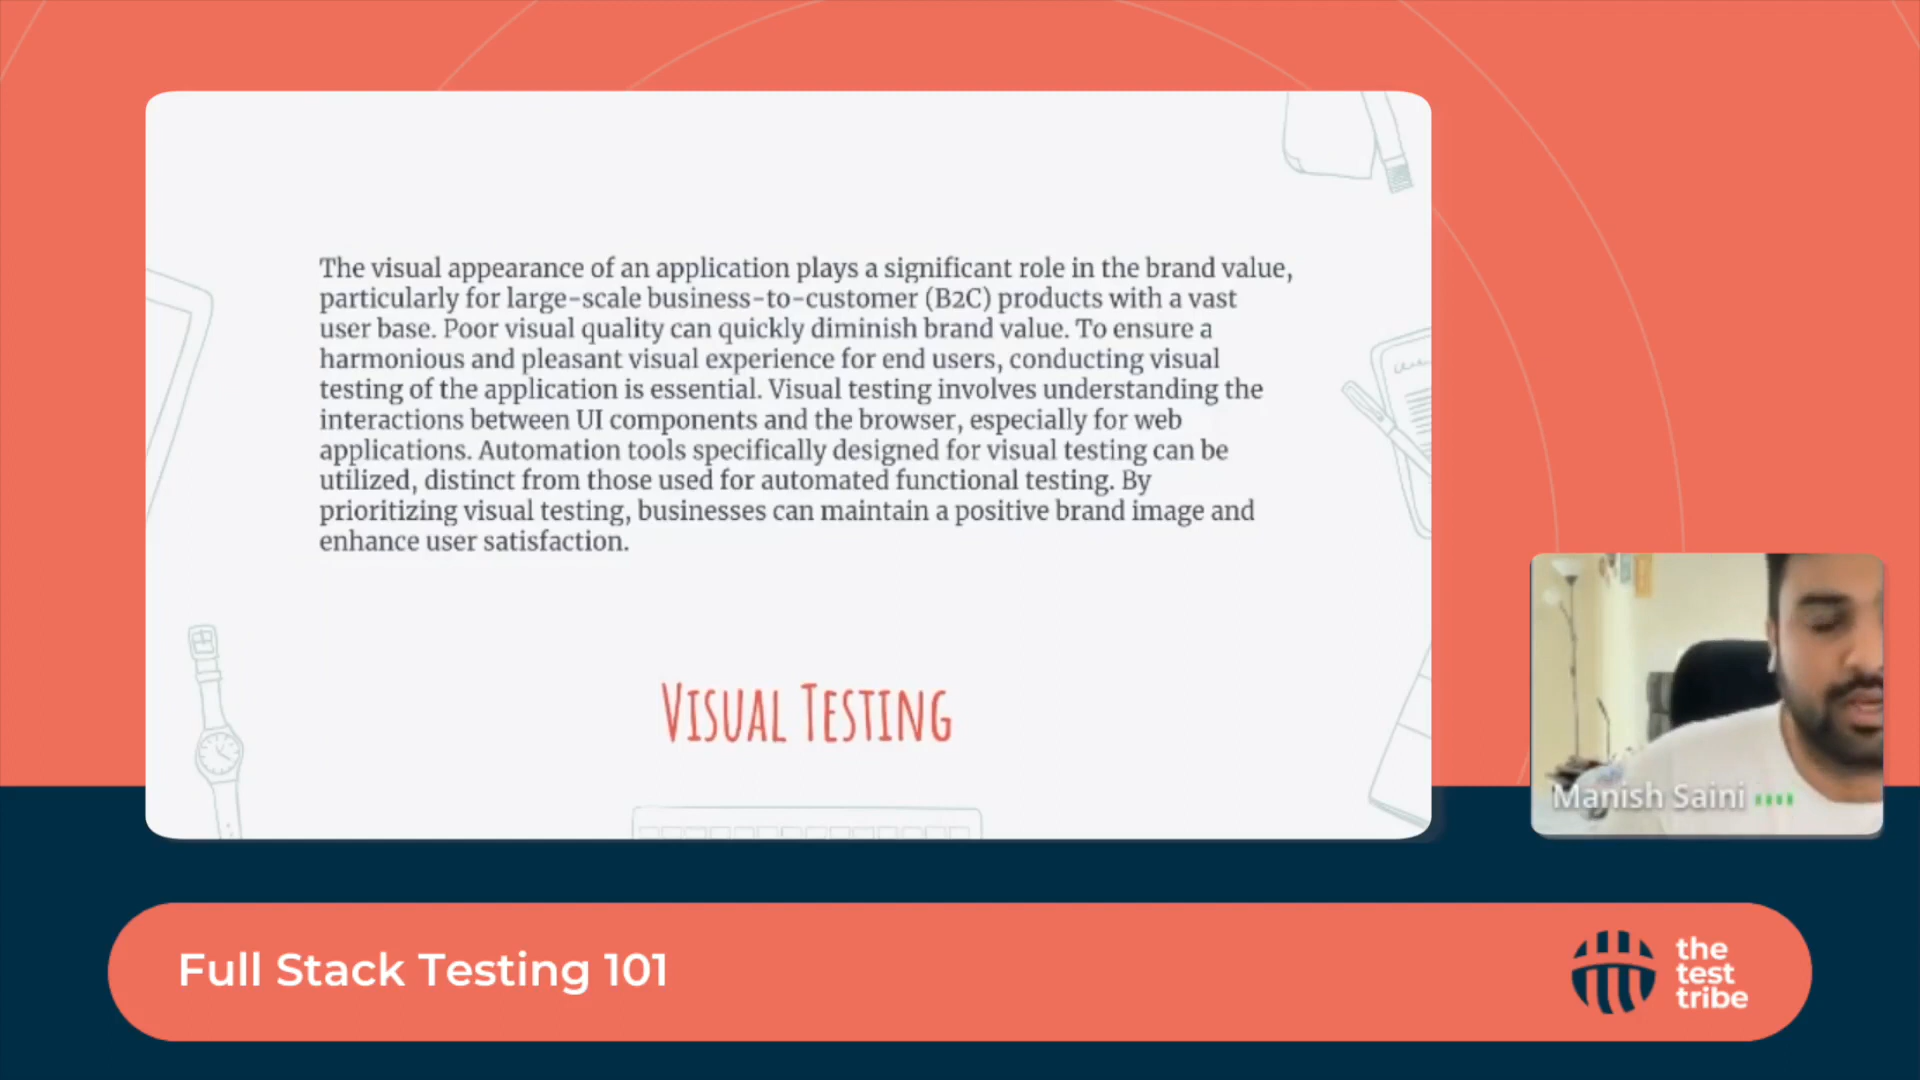 The visual appearance of an application plays a significant role in the brand value,
particularly for large-scale business-to-customer (B2C) products with a vast
user base. Poor visual quality can quickly diminish brand value. To ensure a
harmonious and pleasant visual experience for end users, conducting visual
testing of the application is essential. Visual testing involves understanding the
interactions between UI components and the browser, especially for web
applications. Automation tools specifically designed for visual testing can be
utilized, distinct from those used for automated functional testing. By
prioritizing visual testing, businesses can maintain a positive brand image and
enhance user satisfaction.
VISUAL TESTING
Manish Saini
Full Stack Testing 101
the
test
tribe